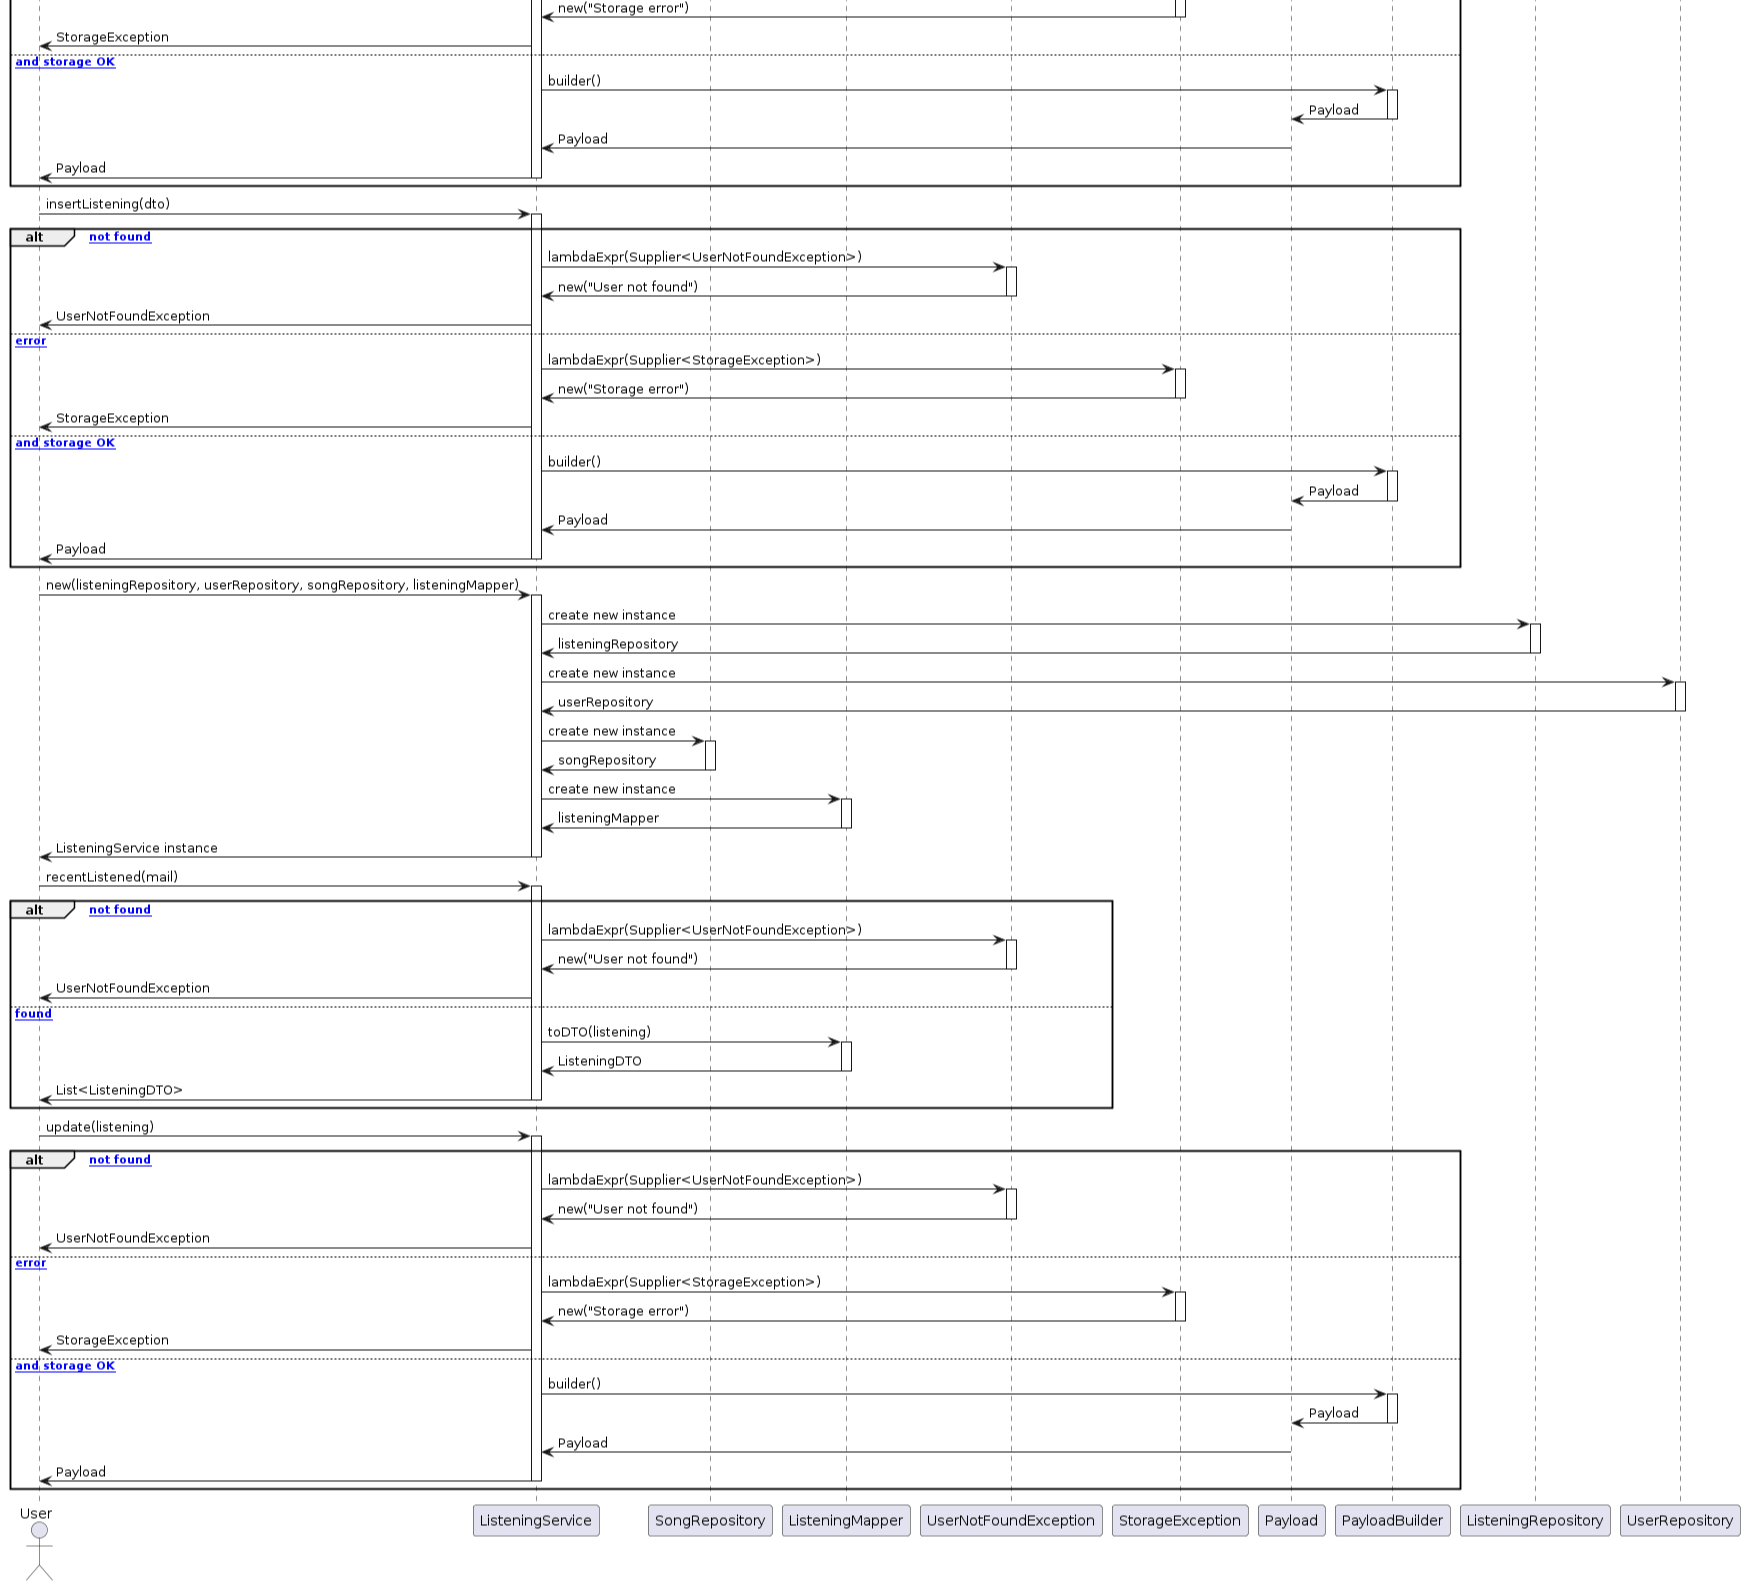 new("Storage error")
StorageException
and storage OK
builder()
Payload
Payload
Payload
insertListening(dto)
alt not found
lambdaExpr(Supplier<UserNotFoundException>)
new("User not found")
UserNotFoundException
error
lambdaExpr(Supplier<StorageException>)
new("Storage error")
StorageException
and storage OK
builder()
Payload
Payload
Payload
new(listeningRepository, userRepository, songRepository, listeningMapper)
create new instance
listeningRepository
create new instance
userRepository
create new instance
songRepository
create new instance
listeningMapper
ListeningService instance
recentListened(mail)
alt not found
lambdaExpr(Supplier<UserNotFoundException>)
new("User not found")
UserNotFoundException
found
toDTO(listening)
ListeningDTO
List<ListeningDTO>
update(listening)
alt not found
lambdaExpr(Supplier<UserNotFoundException>)
new("User not found")
UserNotFoundException
error
lambdaExpr(Supplier<StorageException>)
new("Storage error")
StorageException
and storage OK
builder()
Payload
Payload
Payload
User
ListeningService
SongRepository
ListeningMapper
UserNotFoundException
StorageException
Payload
PayloadBuilder
ListeningRepository
UserRepository